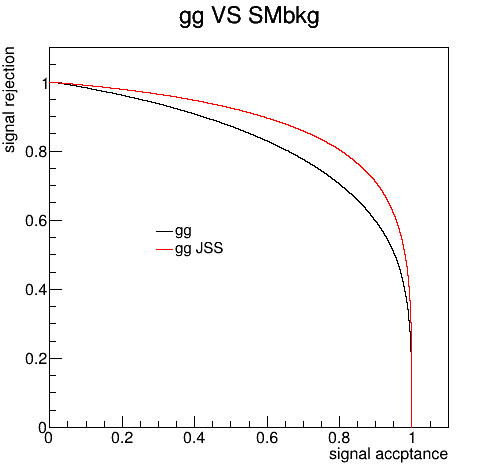 gg VS SMbkg
signal rejection
1
0.8
0.6
0.4
0.2
0
gg
gg JSS
0 0.2 0.4 0.6 0.8 1
signal accptance